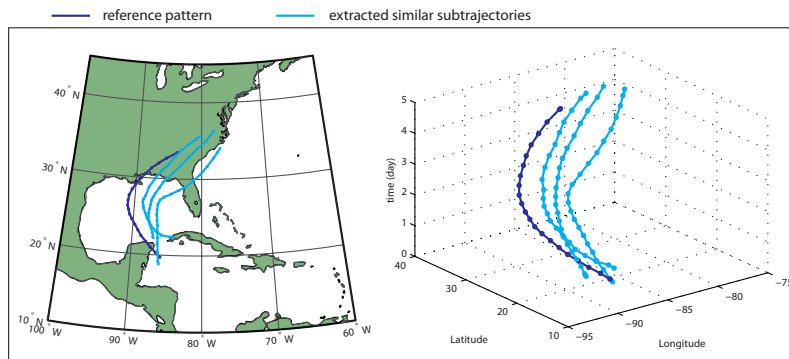 reference pattern
extracted similar subtrajectories
40° N
30° N
20° N
10° N
100° W
90° W
80° W
70° W
60° W
time (day)
5
4
3
2
1
0
40
30
20
10
Latitude
-95
-90
-85
-80
-75
Longitude